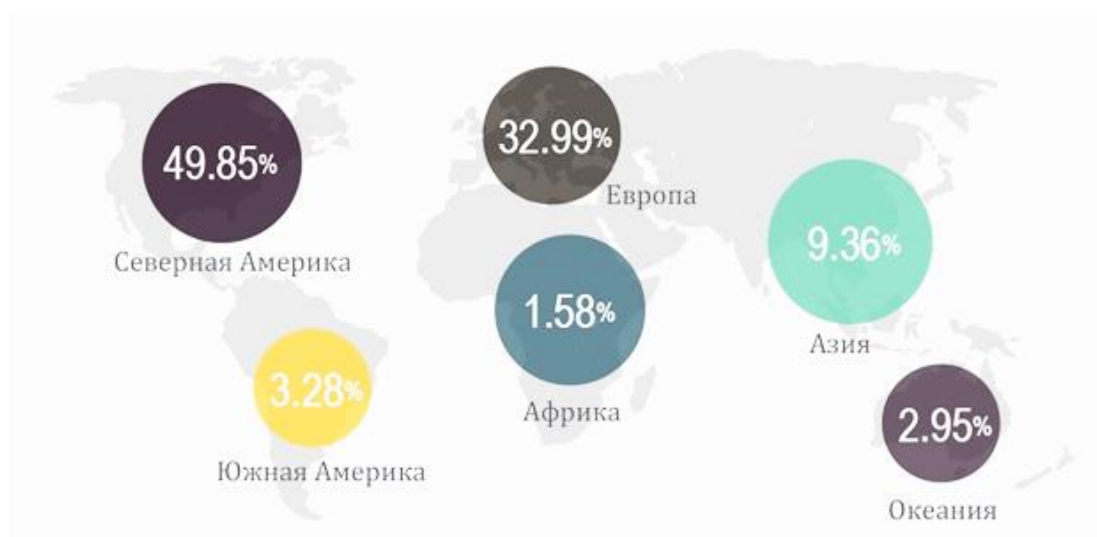 49.85%
Северная Америка
32.99%
Европа
9.36%
Азия
1.58%
Африка
3.28%
Южная Америка
2.95%
Океания